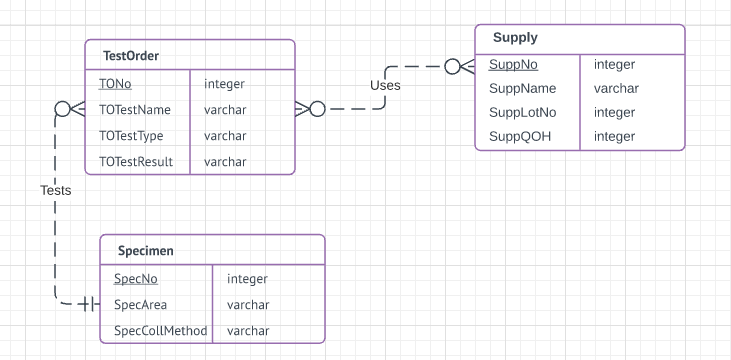 TestOrder
TONo integer
TOTestName varchar
TOTestType varchar
TOTestResult varchar
Supply
SuppNo integer
SuppName varchar
SuppLotNo integer
SuppQOH integer
Uses
Tests
Specimen
SpecNo integer
SpecArea varchar
SpecCollMethod varchar